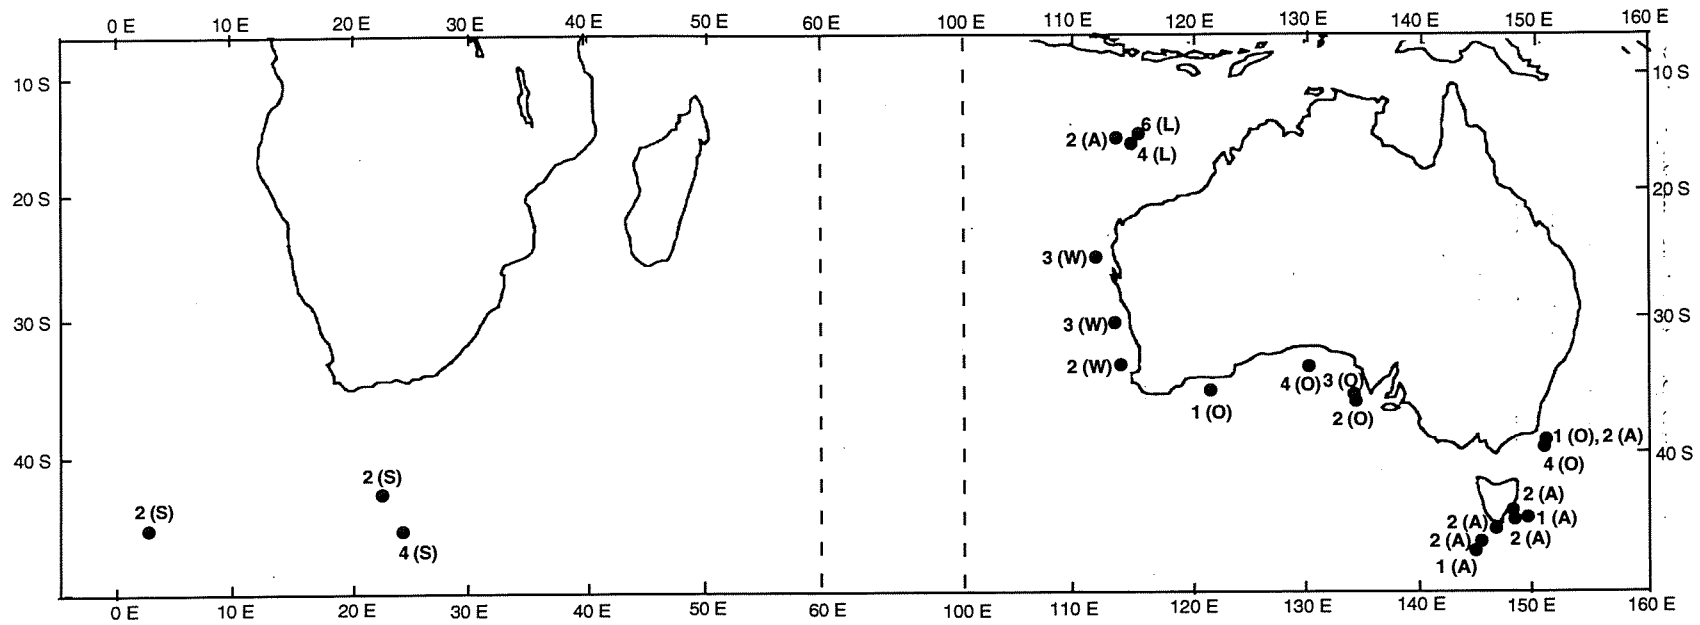 0 E 10 E 20 E 30 E 40 E 50 E 60 E 100 E 110 E 120 E 130 E 140 E 150 E 160 E
10 S 10 S
6 (L)
2 (A)
4 (L)
20 S 20 S
3 (W)
30 S 3 (W) 30 S
2 (W)
4 (O) 3 (O)
1 (O) 2 (O)
1 (O), 2 (A)
40 S 40 S
4 (O)
2 (S)
2 (A)
2 (S)
2 (A) 1 (A)
2 (A) 2 (A)
4 (S)
1 (A)
0 E 10 E 20 E 30 E 40 E 50 E 60 E 100 E 110 E 120 E 130 E 140 E 150 E 160 E